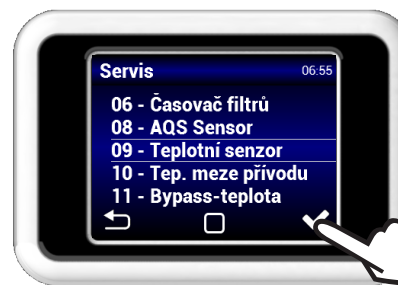 Servis 06:55
06 - Časovač filtrů
08 - AQS Sensor
09 - Teplotní senzor
10 - Tep. meze přívodu
11 - Bypass-teplota